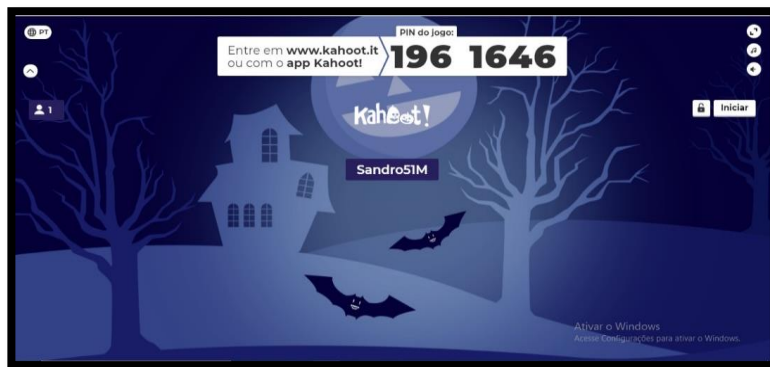 PT
PIN do jogo:
Entre em www.kahoot.it
ou com o app Kahoot!
196 1646
1
Kahoot!
Iniciar
Sandro51M
Ativar o Windows
Acesse Configurações para ativar o Windows.